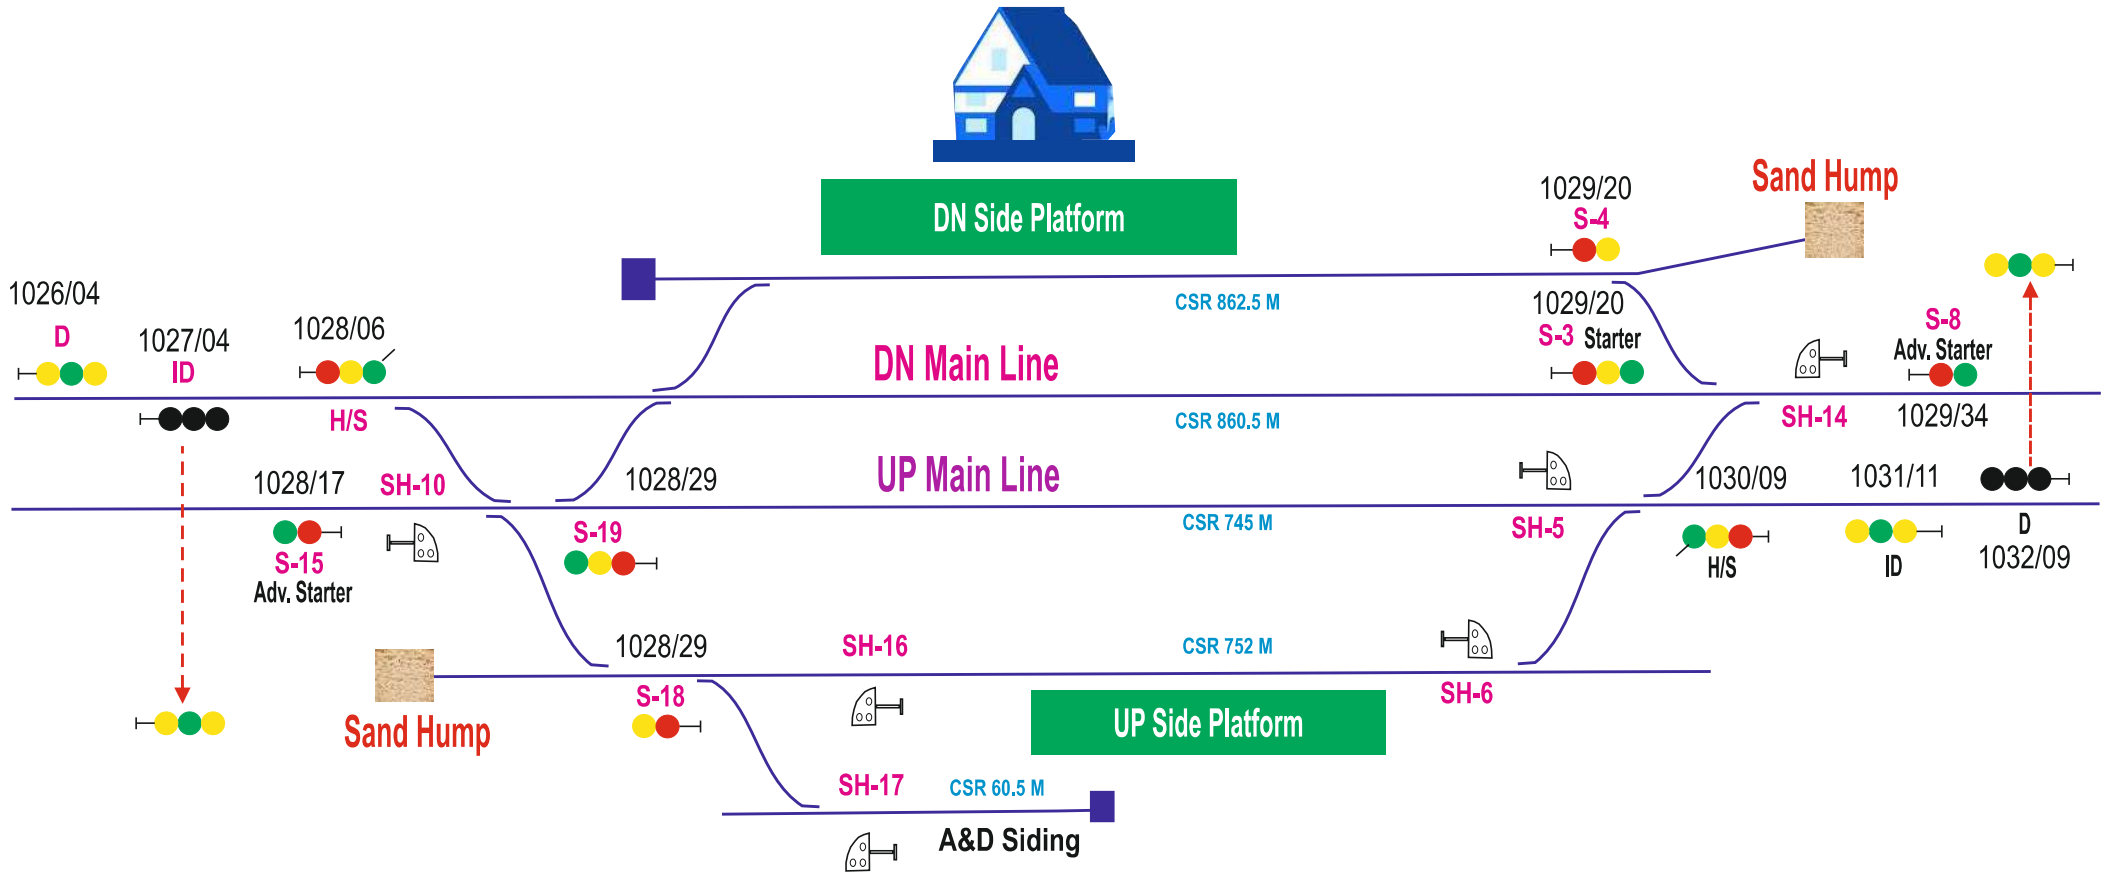 DN Side Platform
1029/20
S-4
Sand Hump
1026/04
D
1027/04
ID
1028/06
H/S
CSR 862.5 M
1029/20
S-3 Starter
S-8
Adv. Starter
1029/34
DN Main Line
CSR 860.5 M
SH-14
1028/17
SH-10
S-15
Adv. Starter
1028/29
S-19
UP Main Line
CSR 745 M
SH-5
1030/09
H/S
1031/11
ID
D
1032/09
1028/29
S-18
Sand Hump
SH-16
CSR 752 M
SH-6
UP Side Platform
SH-17
CSR 60.5 M
A&D Siding